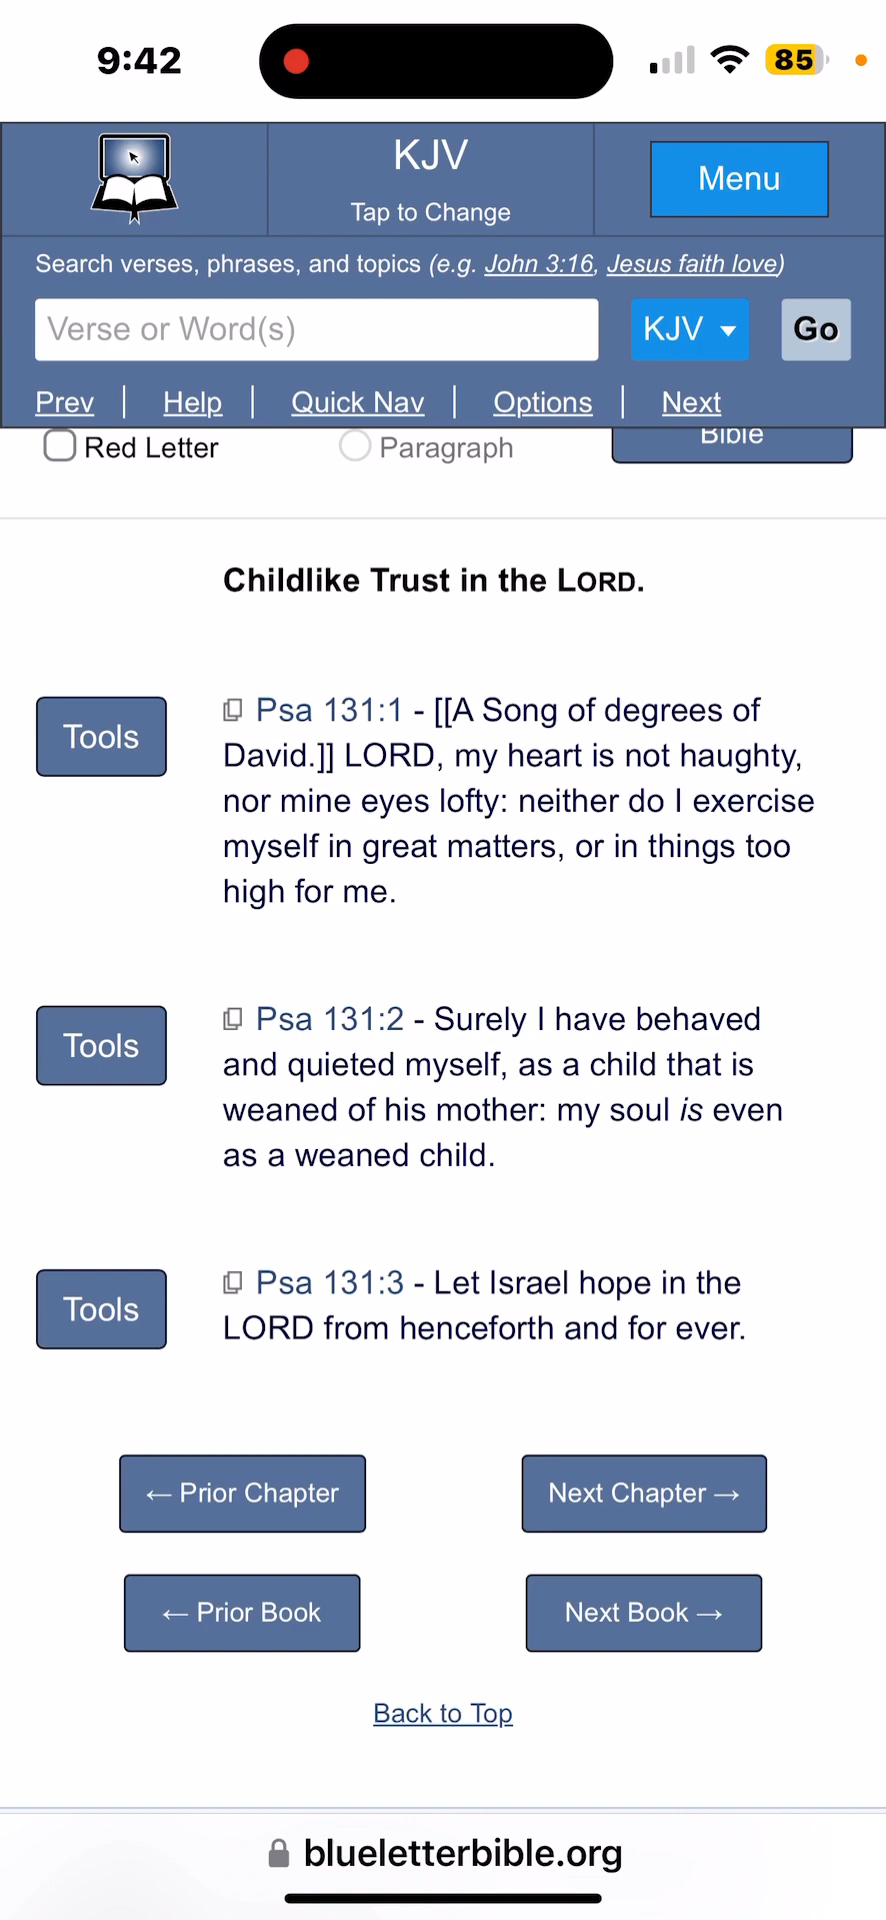 9:42
85
KJV
Tap to Change
Menu
Search verses, phrases, and topics (e.g. John 3:16, Jesus faith love)
Verse or Word(s)
KJV
Go
Prev | Help | Quick Nav | Options | Next
Red Letter
Paragraph
Bible
Childlike Trust in the LORD.
Tools
Psa 131:1 - [[A Song of degrees of
David.]] LORD, my heart is not haughty,
nor mine eyes lofty: neither do I exercise
myself in great matters, or in things too
high for me.
Tools
Psa 131:2 - Surely I have behaved
and quieted myself, as a child that is
weaned of his mother: my soul is even
as a weaned child.
Tools
Psa 131:3 - Let Israel hope in the
LORD from henceforth and for ever.
← Prior Chapter
Next Chapter →
← Prior Book
Next Book →
Back to Top
blueletterbible.org